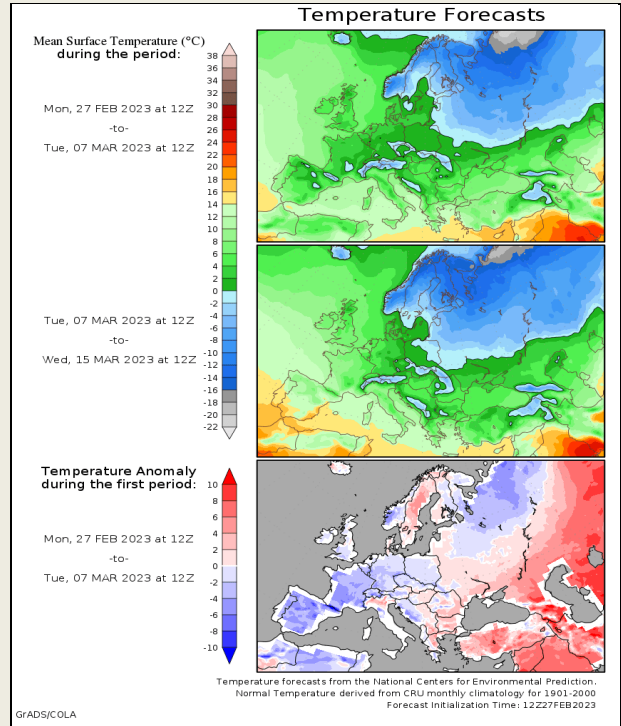 Temperature Forecasts
Mean Surface Temperature (°C)
during the period:
Mon, 27 FEB 2023 at 12Z
-to-
Tue, 07 MAR 2023 at 12Z
38
36
34
32
30
28
26
24
22
20
18
16
14
12
10
8
6
4
2
0
-2
-4
-6
-8
-10
-12
-14
-16
-18
-20
-22
Tue, 07 MAR 2023 at 12Z
-to-
Wed, 15 MAR 2023 at 12Z
Temperature Anomaly
during the first period:
Mon, 27 FEB 2023 at 12Z
-to-
Tue, 07 MAR 2023 at 12Z
10
8
6
4
2
0
-2
-4
-6
-8
-10
Temperature forecasts from the National Centers for Environmental Prediction.
Normal Temperature derived from CRU monthly climatology for 1901-2000
Forecast Initialization Time: 12Z27FEB2023
GrADS/COLA